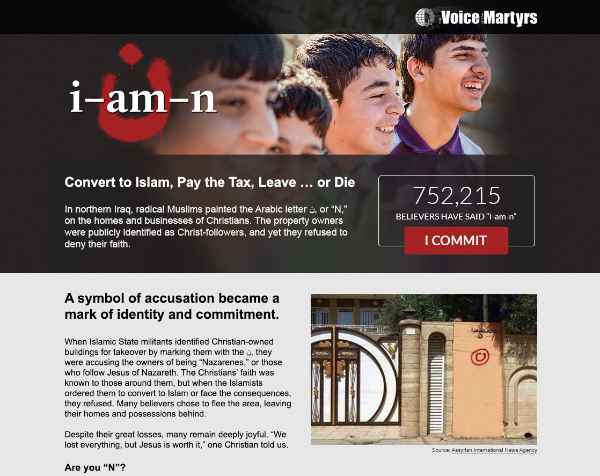 Voice of the Martyrs
i-am-n
ن
Convert to Islam, Pay the Tax, Leave … or Die
In northern Iraq, radical Muslims painted the Arabic letter ن, or “N,”
on the homes and businesses of Christians. The property owners
were publicly identified as Christ-followers, and yet they refused to
deny their faith.
752,215
BELIEVERS HAVE SAID "i am n"
I COMMIT
A symbol of accusation became a
mark of identity and commitment.
When Islamic State militants identified Christian-owned
buildings for takeover by marking them with the ن, they
were accusing the owners of being “Nazarenes,” or those
who follow Jesus of Nazareth. The Christians’ faith was
known to those around them, but when the Islamists
ordered them to convert to Islam or face the consequences,
they refused. Many believers chose to flee the area, leaving
their homes and possessions behind.
Despite their great losses, many remain deeply joyful. “We
lost everything, but Jesus is worth it,” one Christian told us.
Are you “N”?
ن
Source: Assyrian International News Agency